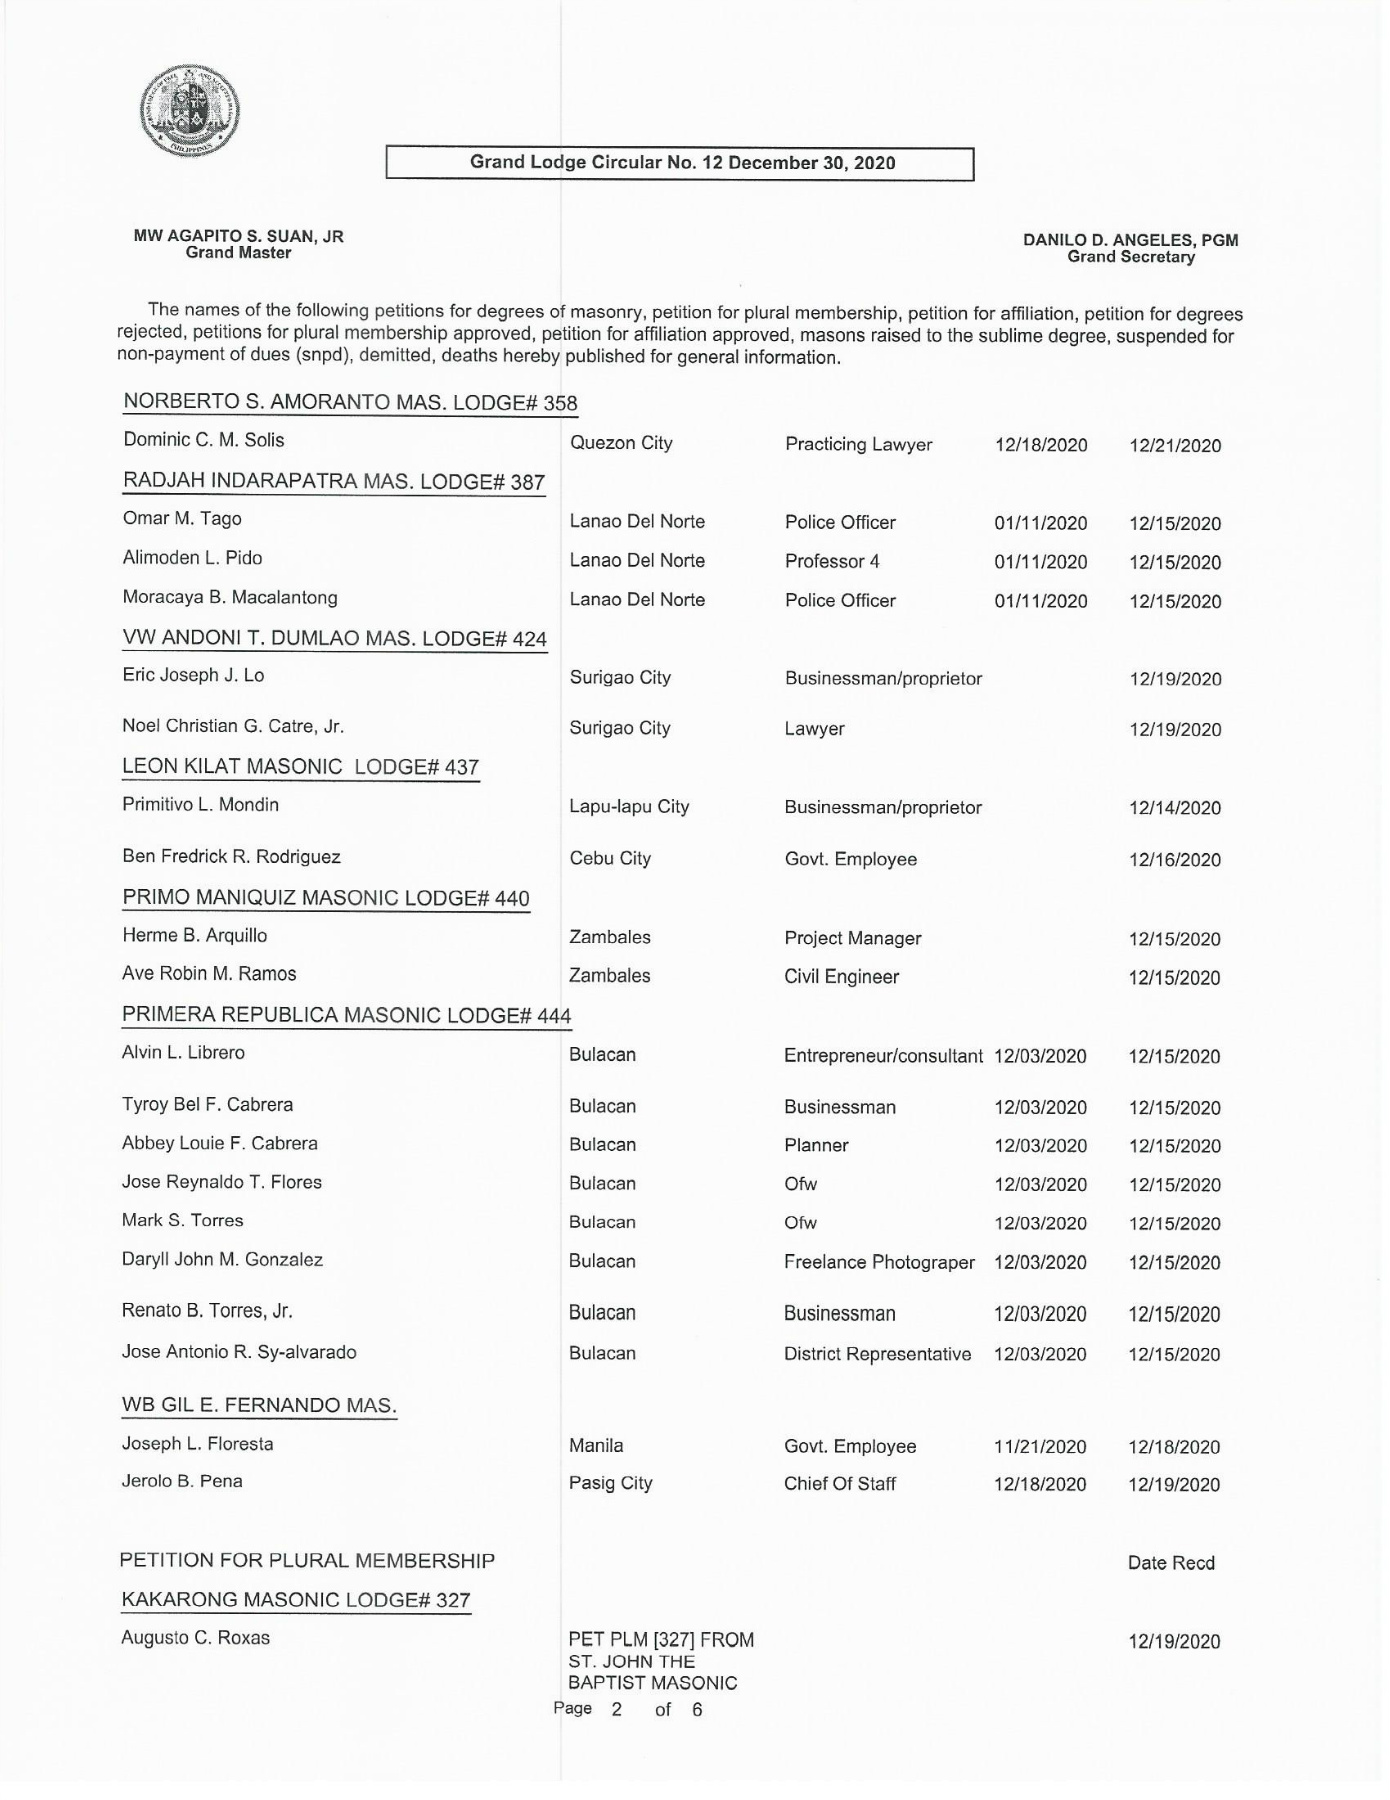 PHILIPPINES
Grand Lodge Circular No. 12 December 30, 2020
MW AGAPITO S. SUAN, JR
Grand Master
DANILO D. ANGELES, PGM
Grand Secretary
The names of the following petitions for degrees of masonry, petition for plural membership, petition for affiliation, petition for degrees
rejected, petitions for plural membership approved, petition for affiliation approved, masons raised to the sublime degree, suspended for
non-payment of dues (snpd), demitted, deaths hereby published for general information.
NORBERTO S. AMORANTO MAS. LODGE# 358
Dominic C. M. Solis Quezon City Practicing Lawyer 12/18/2020 12/21/2020
RADJAH INDARAPATRA MAS. LODGE# 387
Omar M. Tago Lanao Del Norte Police Officer 01/11/2020 12/15/2020
Alimoden L. Pido Lanao Del Norte Professor 4 01/11/2020 12/15/2020
Moracaya B. Macalantong Lanao Del Norte Police Officer 01/11/2020 12/15/2020
VW ANDONI T. DUMLAO MAS. LODGE# 424
Eric Joseph J. Lo Surigao City Businessman/proprietor 12/19/2020
Noel Christian G. Catre, Jr. Surigao City Lawyer 12/19/2020
LEON KILAT MASONIC LODGE# 437
Primitivo L. Mondin Lapu-lapu City Businessman/proprietor 12/14/2020
Ben Fredrick R. Rodriguez Cebu City Govt. Employee 12/16/2020
PRIMO MANIQUIZ MASONIC LODGE# 440
Herme B. Arquillo Zambales Project Manager 12/15/2020
Ave Robin M. Ramos Zambales Civil Engineer 12/15/2020
PRIMERA REPUBLICA MASONIC LODGE# 444
Alvin L. Librero Bulacan Entrepreneur/consultant 12/03/2020 12/15/2020
Tyroy Bel F. Cabrera Bulacan Businessman 12/03/2020 12/15/2020
Abbey Louie F. Cabrera Bulacan Planner 12/03/2020 12/15/2020
Jose Reynaldo T. Flores Bulacan Ofw 12/03/2020 12/15/2020
Mark S. Torres Bulacan Ofw 12/03/2020 12/15/2020
Daryll John M. Gonzalez Bulacan Freelance Photograper 12/03/2020 12/15/2020
Renato B. Torres, Jr. Bulacan Businessman 12/03/2020 12/15/2020
Jose Antonio R. Sy-alvarado Bulacan District Representative 12/03/2020 12/15/2020
WB GIL E. FERNANDO MAS.
Joseph L. Floresta Manila Govt. Employee 11/21/2020 12/18/2020
Jerolo B. Pena Pasig City Chief Of Staff 12/18/2020 12/19/2020
PETITION FOR PLURAL MEMBERSHIP Date Recd
KAKARONG MASONIC LODGE# 327
Augusto C. Roxas PET PLM [327] FROM 12/19/2020
ST. JOHN THE
BAPTIST MASONIC
Page 2 of 6